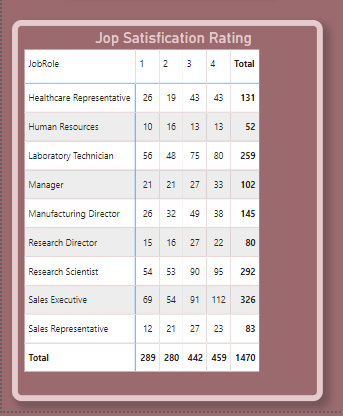 Jop Satisfication Rating
JobRole 1 2 3 4 Total
Healthcare Representative 26 19 43 43 131
Human Resources 10 16 13 13 52
Laboratory Technician 56 48 75 80 259
Manager 21 21 27 33 102
Manufacturing Director 26 32 49 38 145
Research Director 15 16 27 22 80
Research Scientist 54 53 90 95 292
Sales Executive 69 54 91 112 326
Sales Representative 12 21 27 23 83
Total 289 280 442 459 1470